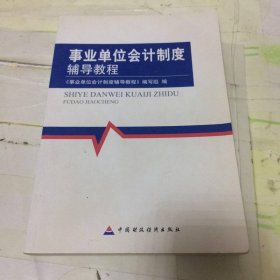 事业单位会计制度
辅导教程
《事业单位会计制度辅导教程》编写组 编
SHIYE DANWEI KUAIJI ZHIDU
FUDAO JIAOCHENG
中国财政经济出版社